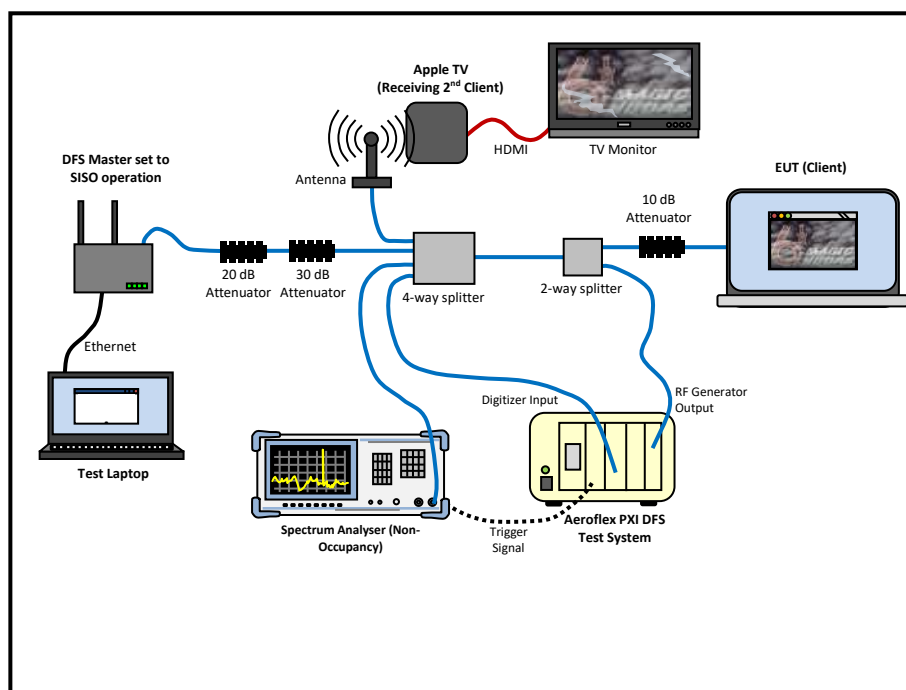 Apple TV
(Receiving 2nd Client)
HDMI
TV Monitor
DFS Master set to
SISO operation
Antenna
EUT (Client)
10 dB
Attenuator
20 dB
Attenuator
30 dB
Attenuator
4-way splitter
2-way splitter
Ethernet
Test Laptop
Digitizer Input
RF Generator
Output
Spectrum Analyser (Non-
Occupancy)
Trigger
Signal
Aeroflex PXI DFS
Test System